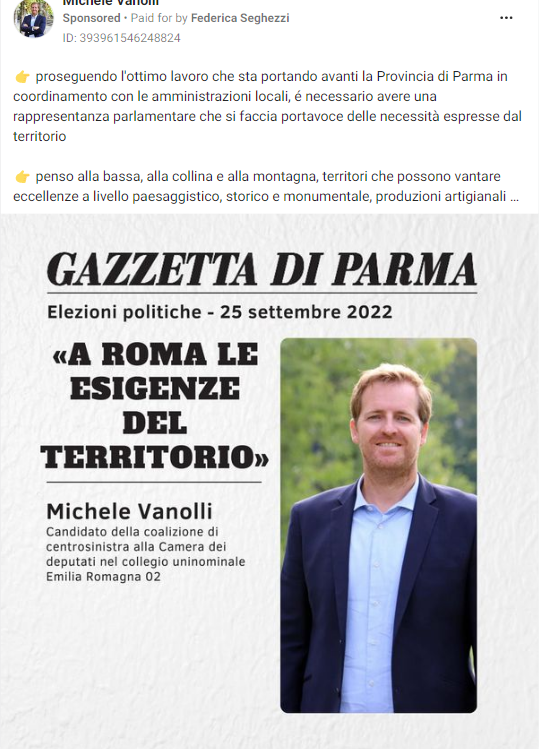 Michele Vanolli
Sponsored • Paid for by Federica Seghezzi
ID: 393961546248824
👉 proseguendo l'ottimo lavoro che sta portando avanti la Provincia di Parma in
coordinamento con le amministrazioni locali, é necessario avere una
rappresentanza parlamentare che si faccia portavoce delle necessità espresse dal
territorio
👉 penso alla bassa, alla collina e alla montagna, territori che possono vantare
eccellenze a livello paesaggistico, storico e monumentale, produzioni artigianali ...
GAZZETTA DI PARMA
Elezioni politiche - 25 settembre 2022
«A ROMA LE
ESIGENZE
DEL
TERRITORIO»
Michele Vanolli
Candidato della coalizione di
centrosinistra alla Camera dei
deputati nel collegio uninominale
Emilia Romagna 02